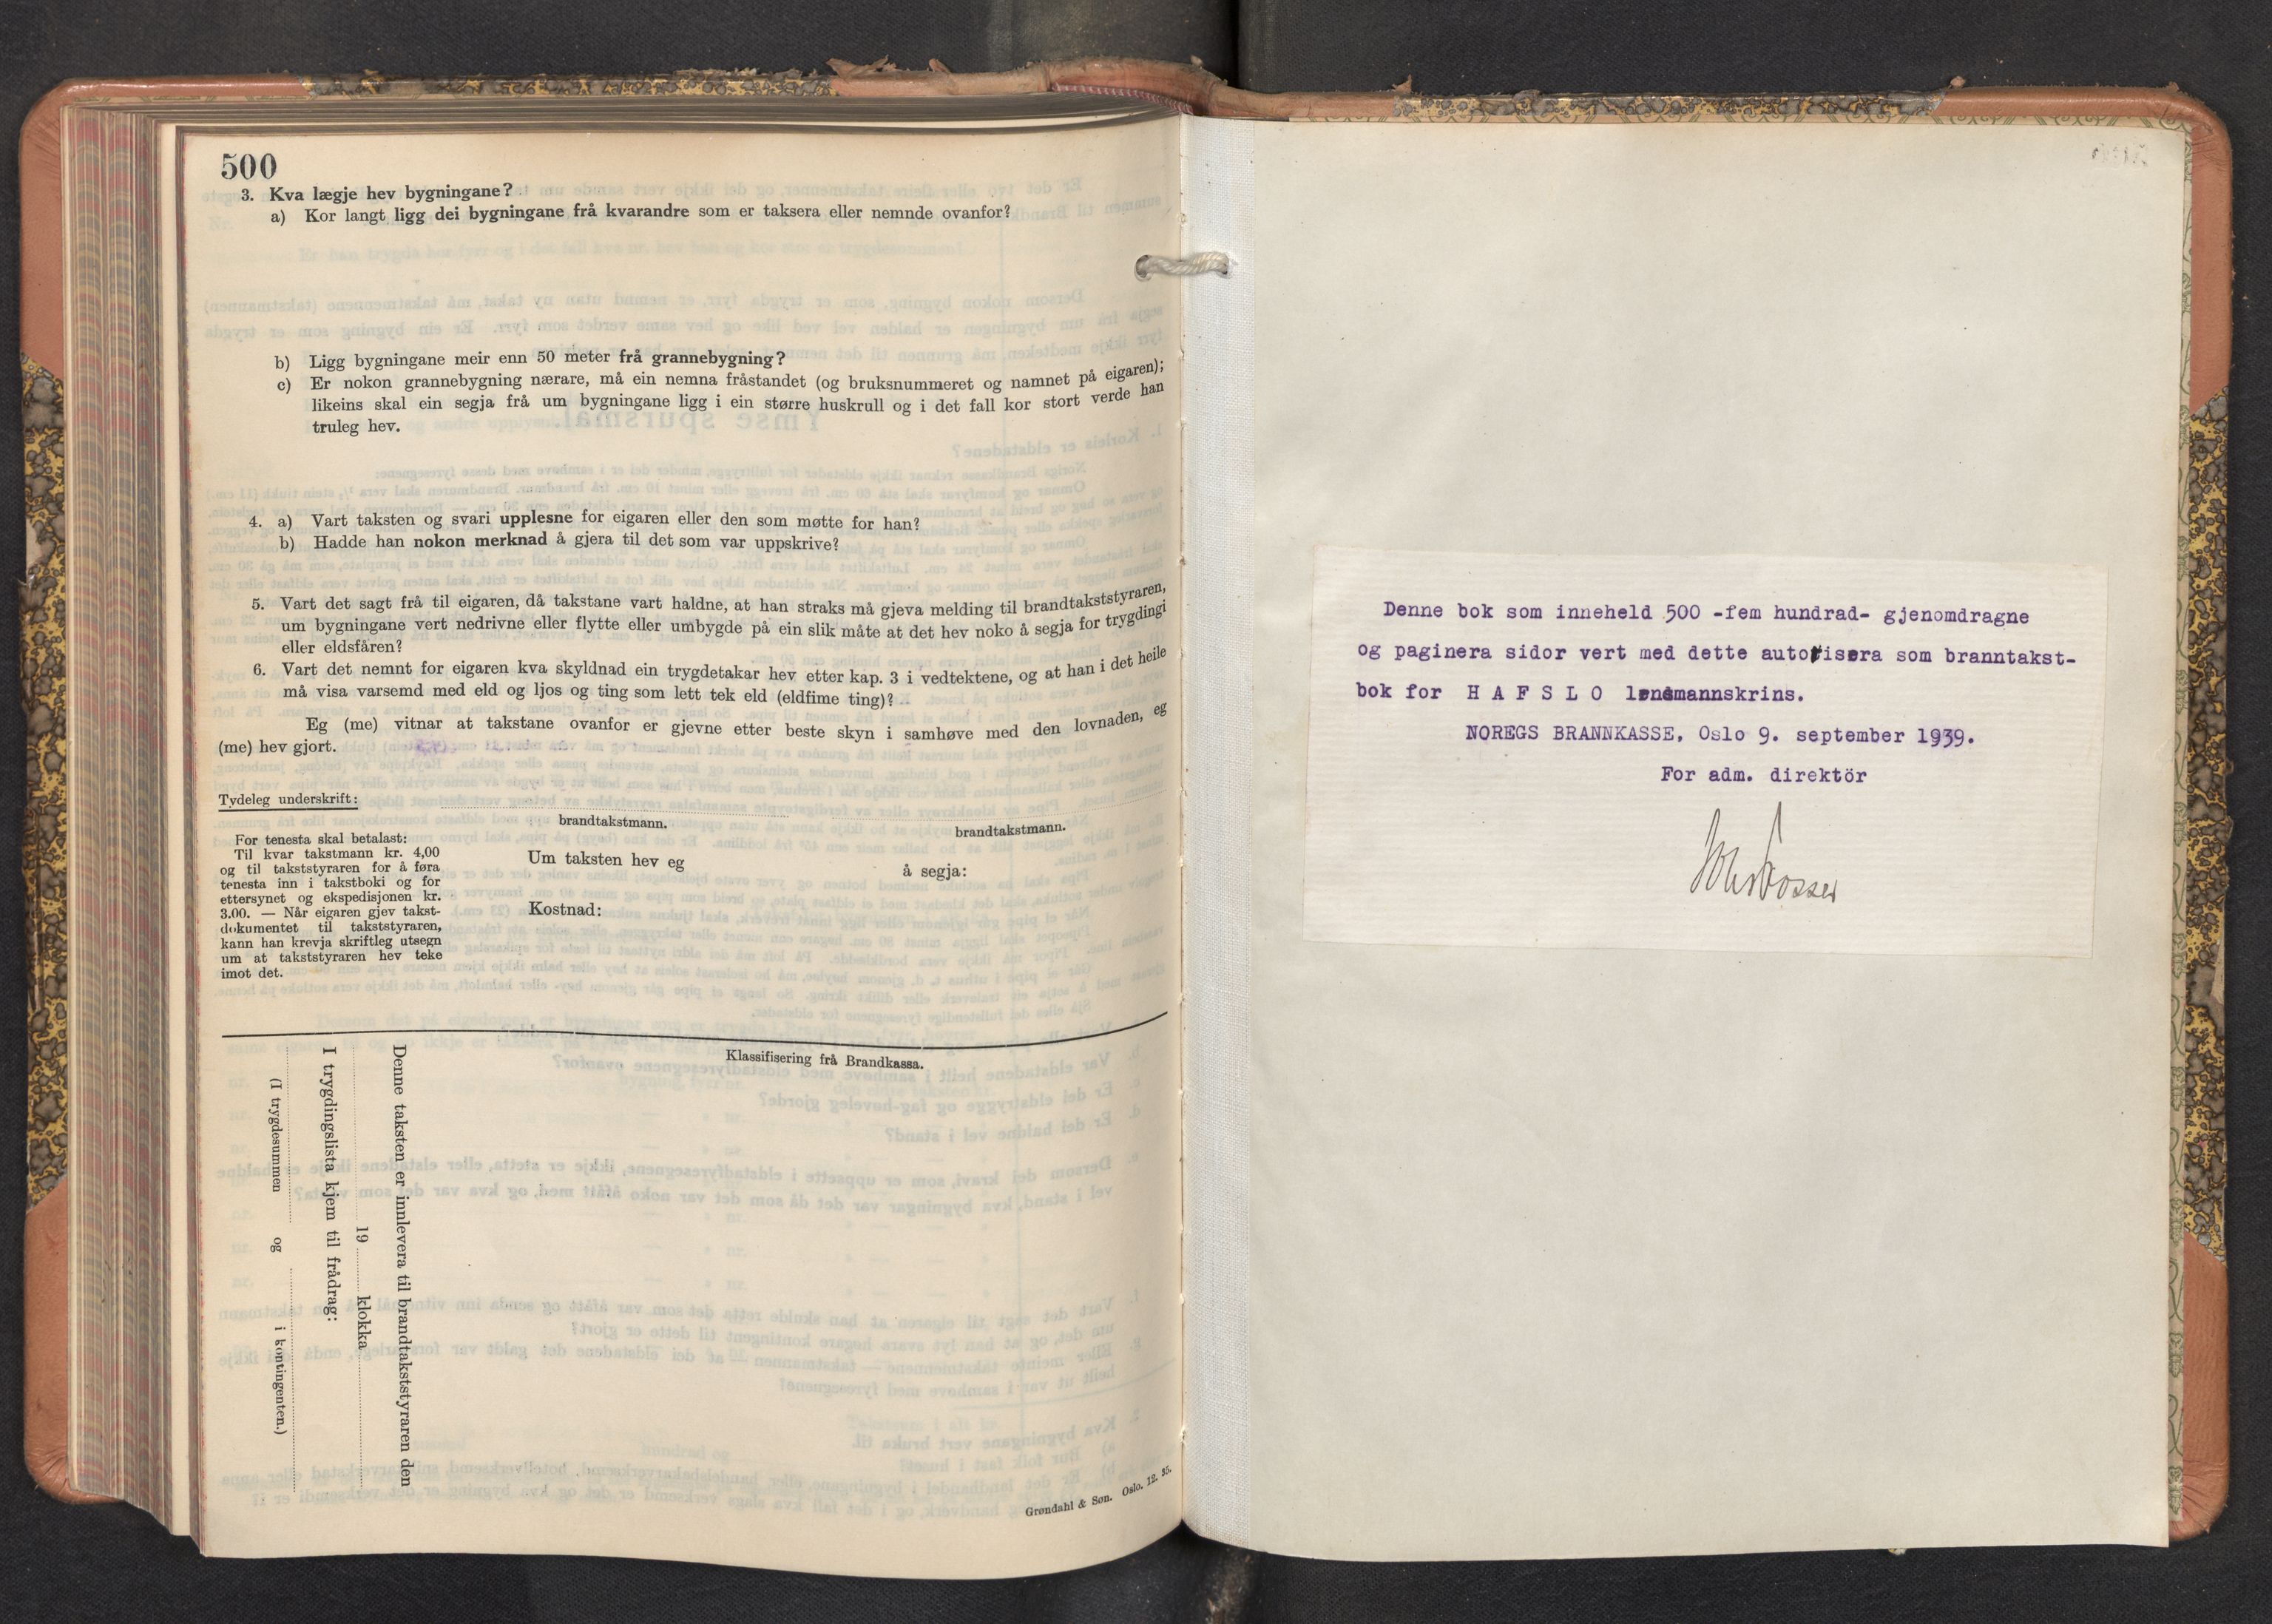 500
3. Kva lægje hev bygningane?
a) Kor langt ligg dei bygningane frå kvarandre som er taksera eller nemnde ovanfor?
b) Ligg bygningane meir enn 50 meter frå grannebygning?
c) Er nokon grannebygning nærare, må ein nemna fråstandet (og bruksnummeret og namnet på eigaren);
likeins skal ein segja frå um bygningane ligg i ein større huskrull og i det fall kor stort verde han
truleg hev.
4. a) Vart taksten og svari upplesne for eigaren eller den som møtte for han?
b) Hadde han nokon merknad å gjera til det som var uppskrive?
5. Vart det sagt frå til eigaren, då takstane vart haldne, at han straks må gjeva melding til brandtakststyraren,
um bygningane vert nedrivne eller flytte eller umbygde på ein slik måte at det hev noko å segja for trygdingi
eller eldsfåren?
6. Vart det nemnt for eigaren kva skyldnad ein trygdetakar hev etter kap. 3 i vedtektene, og at han i det heile
må visa varsemd med eld og ljos og ting som lett tek eld (eldfime ting)?
Eg (me) vitnar at takstane ovanfor er gjevne etter beste skyn i samhøve med den lovnaden, eg
(me) hev gjort.
Tydeleg underskrift:
brandtakstmann.
brandtakstmann.
For tenesta skal betalast:
Til kvar takstmann kr. 4,00
og til takststyraren for å føra
tenesta inn i takstboki og for
ettersynet og ekspedisjonen kr.
3.00. — Når eigaren gjev takst-
dokumentet til takststyraren,
kann han krevja skriftleg utsegn
um at takststyraren hev teke
imot det.
Um taksten hev eg
å segja:
Kostnad:
Klassifisering frå Brandkassa.
Denne taksten er innlevera til brandtakststyraren den
19 klokka
I trygdingslista kjem til frådrag:
(I trygdesummen og i kontingenten.)
Grøndahl & Søn. Oslo. 12. 35.
Denne bok som inneheld 500 -fem hundrad- gjenomdragne
og paginera sidor vert med dette autorisera som branntakst-
bok for H A F S L O lensmannskrins.
NOREGS BRANNKASSE, Oslo 9. september 1939.
For adm. direktör